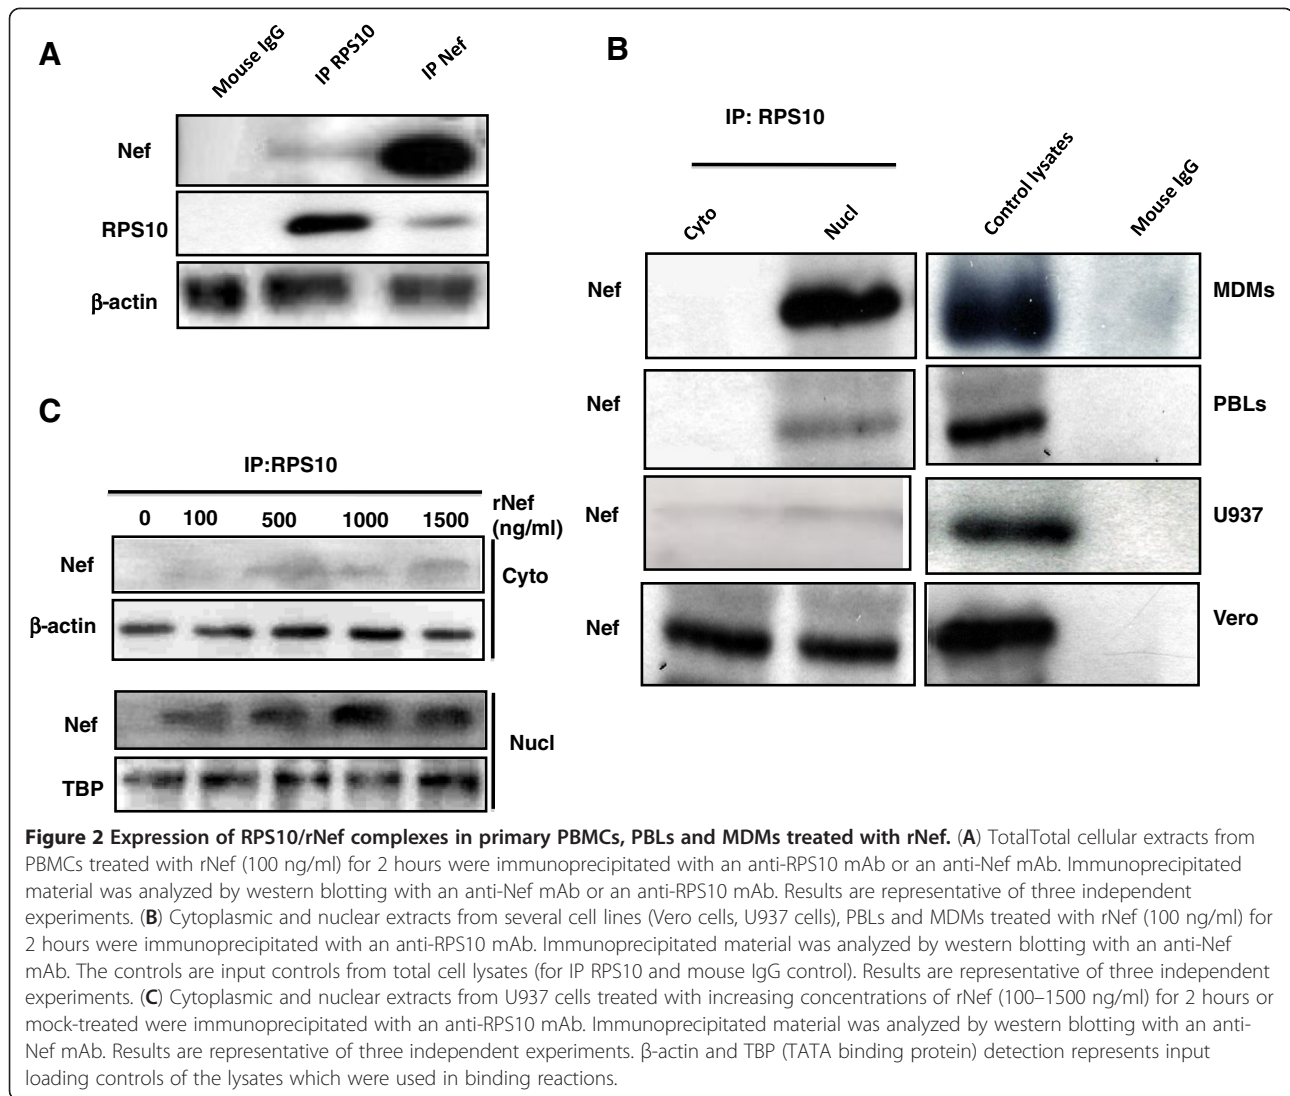 A
Mouse IgG
IP RPS10
IP Nef
Nef
RPS10
β-actin
B
IP: RPS10
Cyto
Nucl
Control lysates
Mouse IgG
Nef
MDMs
Nef
PBLs
Nef
U937
Nef
Vero
C
IP:RPS10
0 100 500 1000 1500
rNef
(ng/ml)
Nef
β-actin
Cyto
Nef
TBP
Nucl
Figure 2 Expression of RPS10/rNef complexes in primary PBMCs, PBLs and MDMs treated with rNef. (A) TotalTotal cellular extracts from
PBMCs treated with rNef (100 ng/ml) for 2 hours were immunoprecipitated with an anti-RPS10 mAb or an anti-Nef mAb. Immunoprecipitated
material was analyzed by western blotting with an anti-Nef mAb or an anti-RPS10 mAb. Results are representative of three independent
experiments. (B) Cytoplasmic and nuclear extracts from several cell lines (Vero cells, U937 cells), PBLs and MDMs treated with rNef (100 ng/ml) for
2 hours were immunoprecipitated with an anti-RPS10 mAb. Immunoprecipitated material was analyzed by western blotting with an anti-Nef
mAb. The controls are input controls from total cell lysates (for IP RPS10 and mouse IgG control). Results are representative of three independent
experiments. (C) Cytoplasmic and nuclear extracts from U937 cells treated with increasing concentrations of rNef (100–1500 ng/ml) for 2 hours or
mock-treated were immunoprecipitated with an anti-RPS10 mAb. Immunoprecipitated material was analyzed by western blotting with an anti-
Nef mAb. Results are representative of three independent experiments. β-actin and TBP (TATA binding protein) detection represents input
loading controls of the lysates which were used in binding reactions.